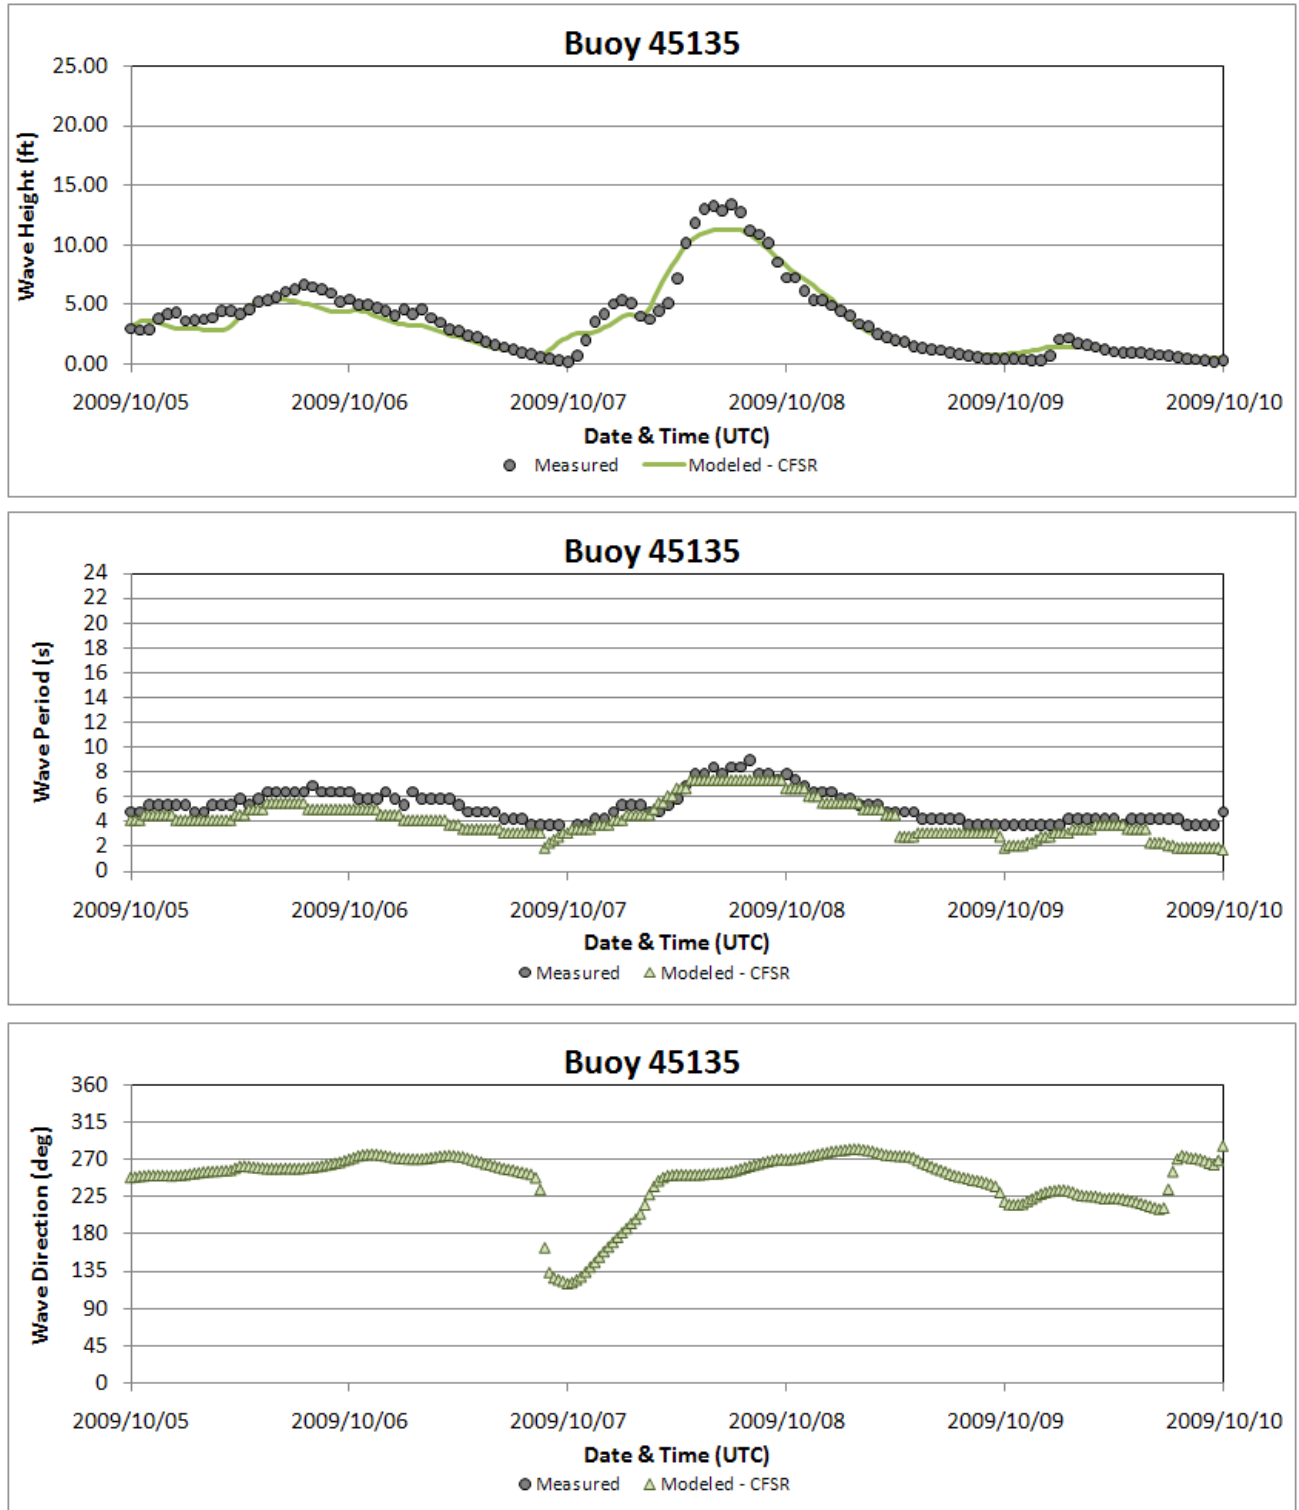 Buoy 45135
25.00
20.00
15.00
10.00
5.00
0.00
Wave Height (ft)
2009/10/05 2009/10/06 2009/10/07 2009/10/08 2009/10/09 2009/10/10
Date & Time (UTC)
Measured Modeled - CFSR
Buoy 45135
24
22
20
18
16
14
12
10
8
6
4
2
0
Wave Period (s)
2009/10/05 2009/10/06 2009/10/07 2009/10/08 2009/10/09 2009/10/10
Date & Time (UTC)
Measured Modeled - CFSR
Buoy 45135
360
315
270
225
180
135
90
45
0
Wave Direction (deg)
2009/10/05 2009/10/06 2009/10/07 2009/10/08 2009/10/09 2009/10/10
Date & Time (UTC)
Measured Modeled - CFSR